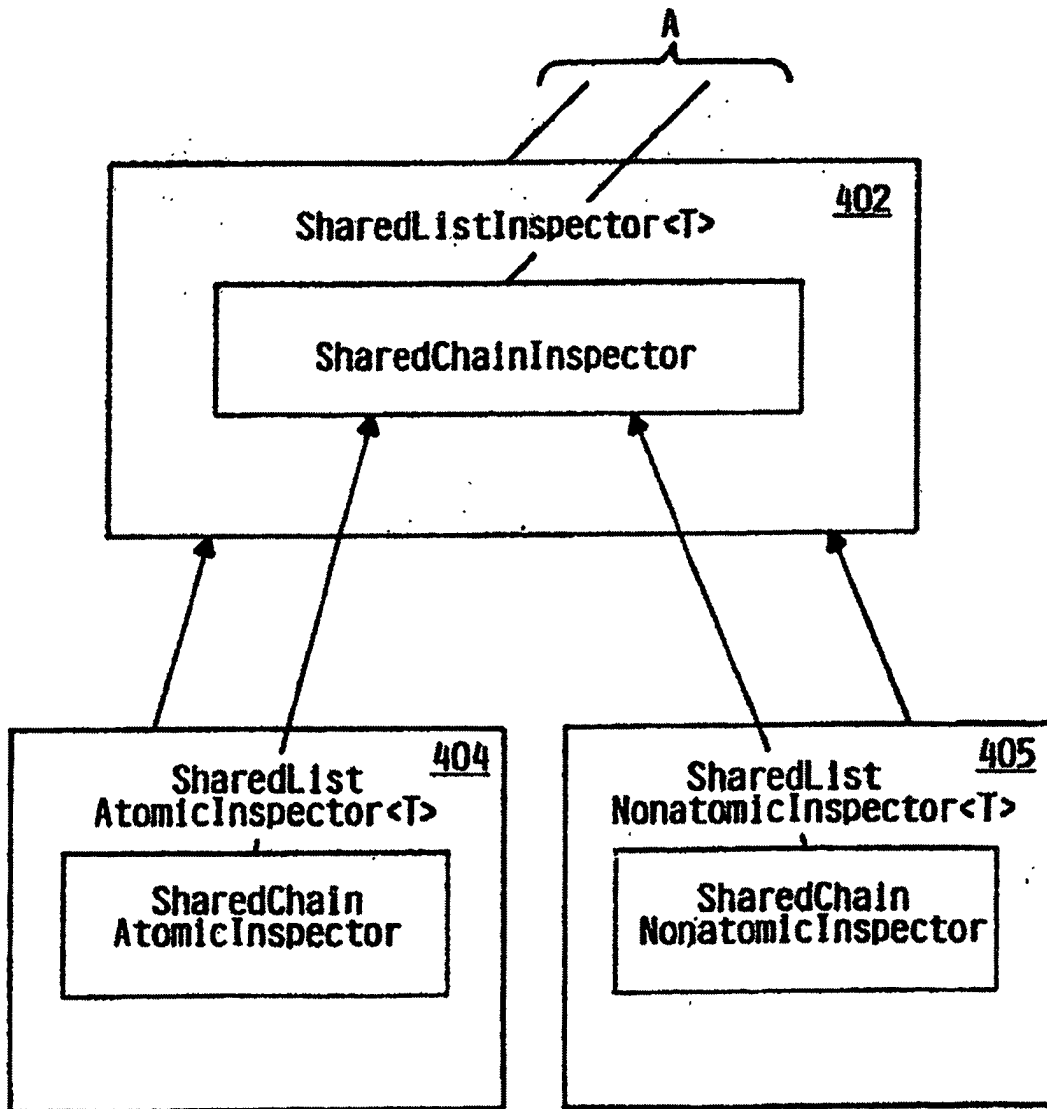 A
402
SharedListInspector<T>
SharedChainInspector
404
SharedList
AtomicInspector<T>
SharedChain
AtomicInspector
405
SharedList
NonatomicInspector<T>
SharedChain
NonatomicInspector